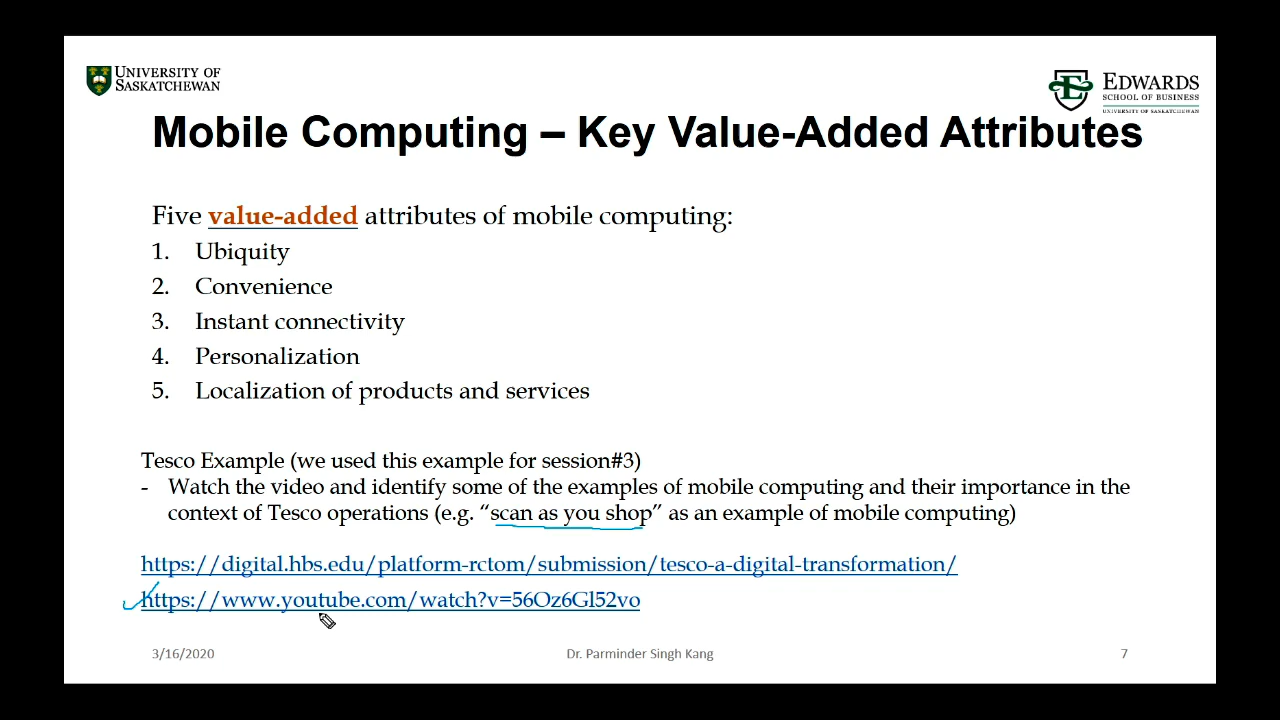 UNIVERSITY OF
SASKATCHEWAN
EDWARDS
SCHOOL OF BUSINESS
UNIVERSITY OF SASKATCHEWAN
Mobile Computing – Key Value-Added Attributes
Five value-added attributes of mobile computing:
1. Ubiquity
2. Convenience
3. Instant connectivity
4. Personalization
5. Localization of products and services
Tesco Example (we used this example for session#3)
- Watch the video and identify some of the examples of mobile computing and their importance in the
context of Tesco operations (e.g. “scan as you shop” as an example of mobile computing)
https://digital.hbs.edu/platform-rctom/submission/tesco-a-digital-transformation/
https://www.youtube.com/watch?v=56Oz6Gl52vo
3/16/2020
Dr. Parminder Singh Kang
7